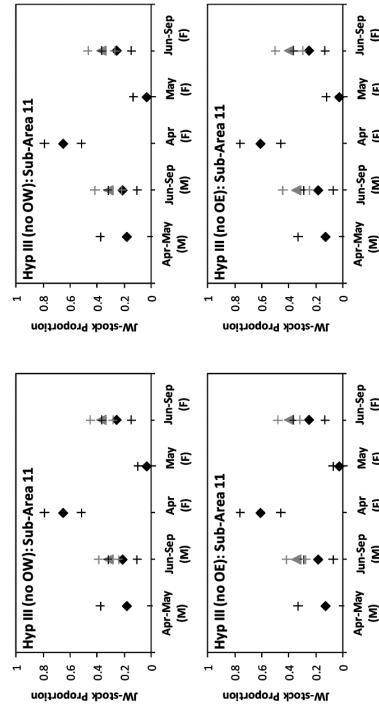 Hyp III (no OW): Sub-Area 11
JW-stock Proportion
1
0.8
0.6
0.4
0.2
0
Apr-May (M)
Jun-Sep (M)
Apr (F)
May (F)
Jun-Sep (F)
Hyp III (no OW): Sub-Area 11
JW-stock Proportion
1
0.8
0.6
0.4
0.2
0
Apr-May (M)
Jun-Sep (M)
Apr (F)
May (F)
Jun-Sep (F)
Hyp III (no OE): Sub-Area 11
JW-stock Proportion
1
0.8
0.6
0.4
0.2
0
Apr-May (M)
Jun-Sep (M)
Apr (F)
May (F)
Jun-Sep (F)
Hyp III (no OE): Sub-Area 11
JW-stock Proportion
1
0.8
0.6
0.4
0.2
0
Apr-May (M)
Jun-Sep (M)
Apr (F)
May (F)
Jun-Sep (F)